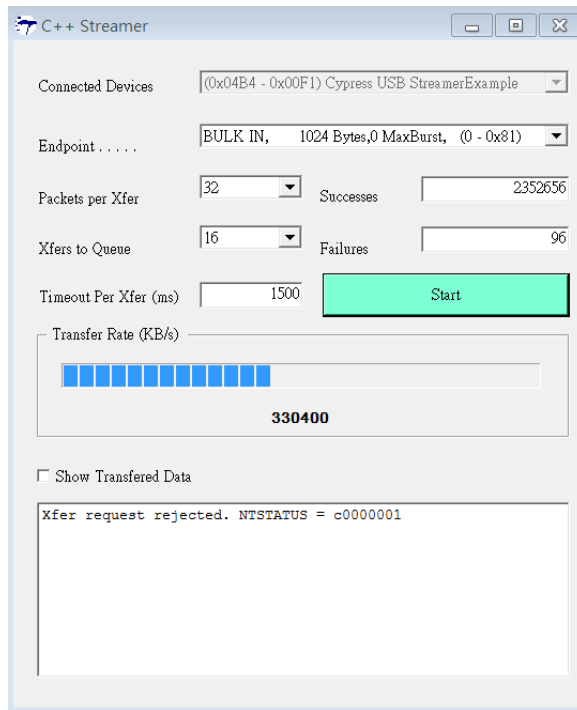 C++ Streamer
Connected Devices (0x04B4 - 0x00F1) Cypress USB StreamerExample
Endpoint . . . . . BULK IN, 1024 Bytes,0 MaxBurst, (0 - 0x81)
Packets per Xfer 32 Successes 2352656
Xfers to Queue 16 Failures 96
Timeout Per Xfer (ms) 1500 Start
Transfer Rate (KB/s)
330400
Show Transfered Data
Xfer request rejected. NTSTATUS = c0000001